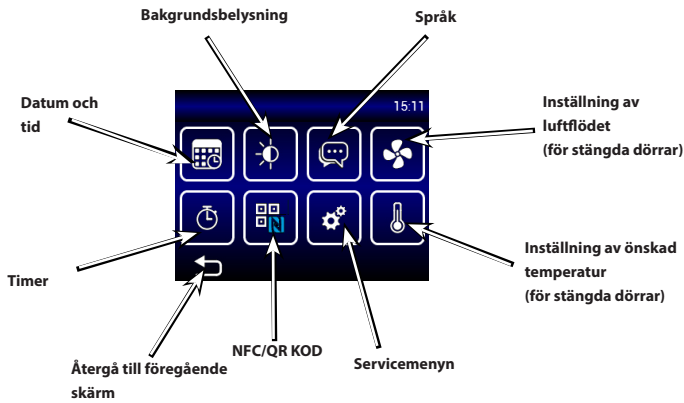 Bakgrundsbelysning
Språk
Datum och
tid
15:11
Inställning av
luftflödet
(för stängda dörrar)
Timer
Inställning av önskad
temperatur
(för stängda dörrar)
Återgå till föregående
skärm
NFC/QR KOD
Servicemenyn